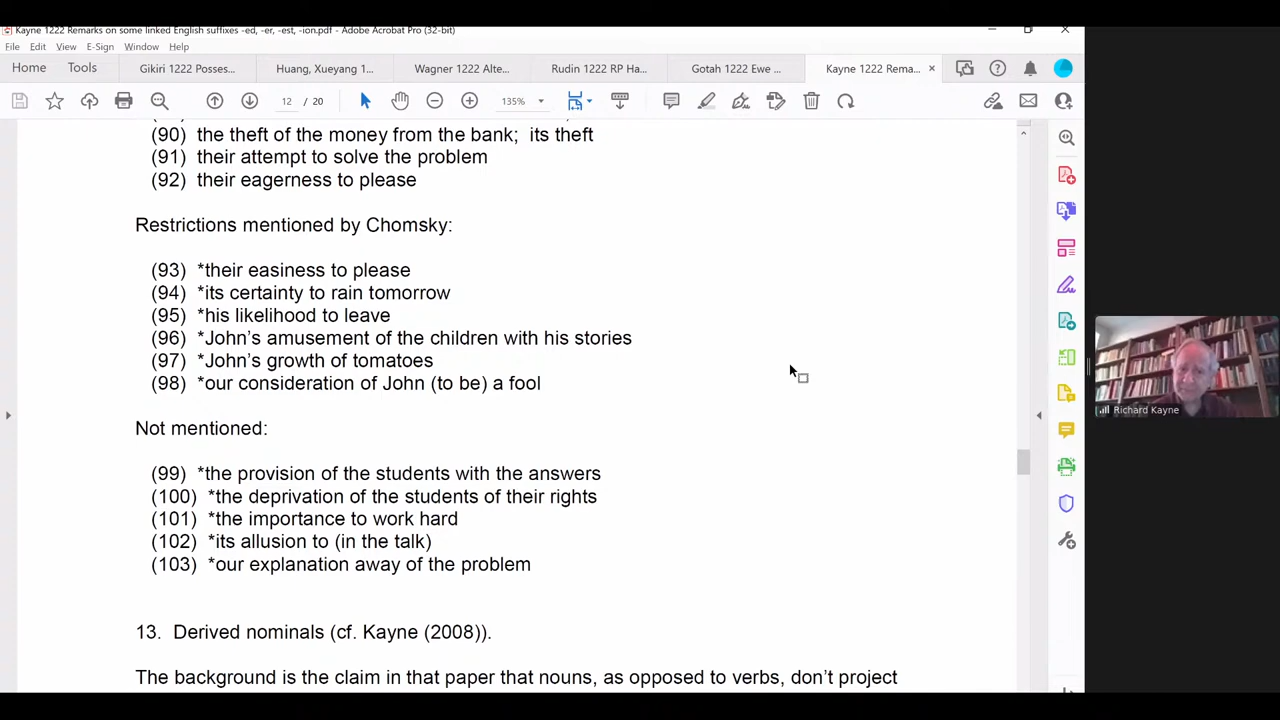 Kayne 1222 Remarks on some linked English suffixes -ed, -er, -est, -ion.pdf - Adobe Acrobat Pro (32-bit)
File Edit View E-Sign Window Help
Home Tools Gikiri 1222 Posses... Huang, Xueyang 1... Wagner 1222 Alte... Rudin 1222 RP Ha... Gotah 1222 Ewe ... Kayne 1222 Rema... ×
12 / 20 135%
(90) the theft of the money from the bank; its theft
(91) their attempt to solve the problem
(92) their eagerness to please
Restrictions mentioned by Chomsky:
(93) *their easiness to please
(94) *its certainty to rain tomorrow
(95) *his likelihood to leave
(96) *John’s amusement of the children with his stories
(97) *John’s growth of tomatoes
(98) *our consideration of John (to be) a fool
Not mentioned:
(99) *the provision of the students with the answers
(100) *the deprivation of the students of their rights
(101) *the importance to work hard
(102) *its allusion to (in the talk)
(103) *our explanation away of the problem
13. Derived nominals (cf. Kayne (2008)).
The background is the claim in that paper that nouns, as opposed to verbs, don’t project
Richard Kayne